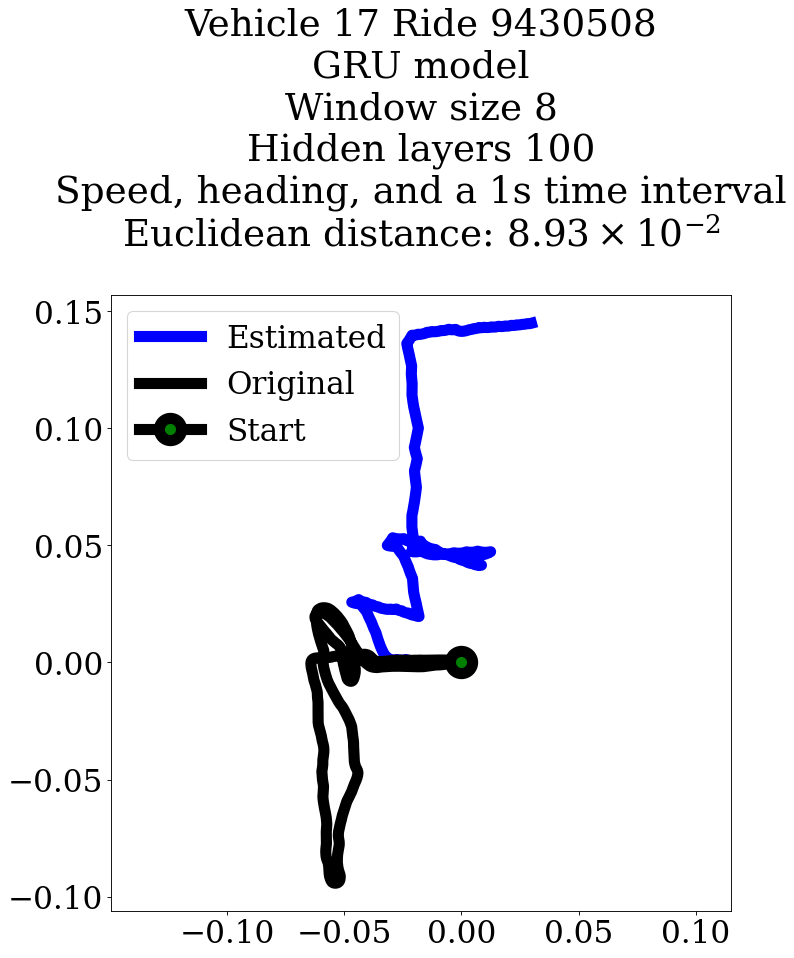 Vehicle 17 Ride 9430508
GRU model
Window size 8
Hidden layers 100
Speed, heading, and a 1s time interval
Euclidean distance: 8.93 × 10⁻²
Estimated
Original
Start
0.15
0.10
0.05
0.00
−0.05
−0.10
−0.10 −0.05 0.00 0.05 0.10